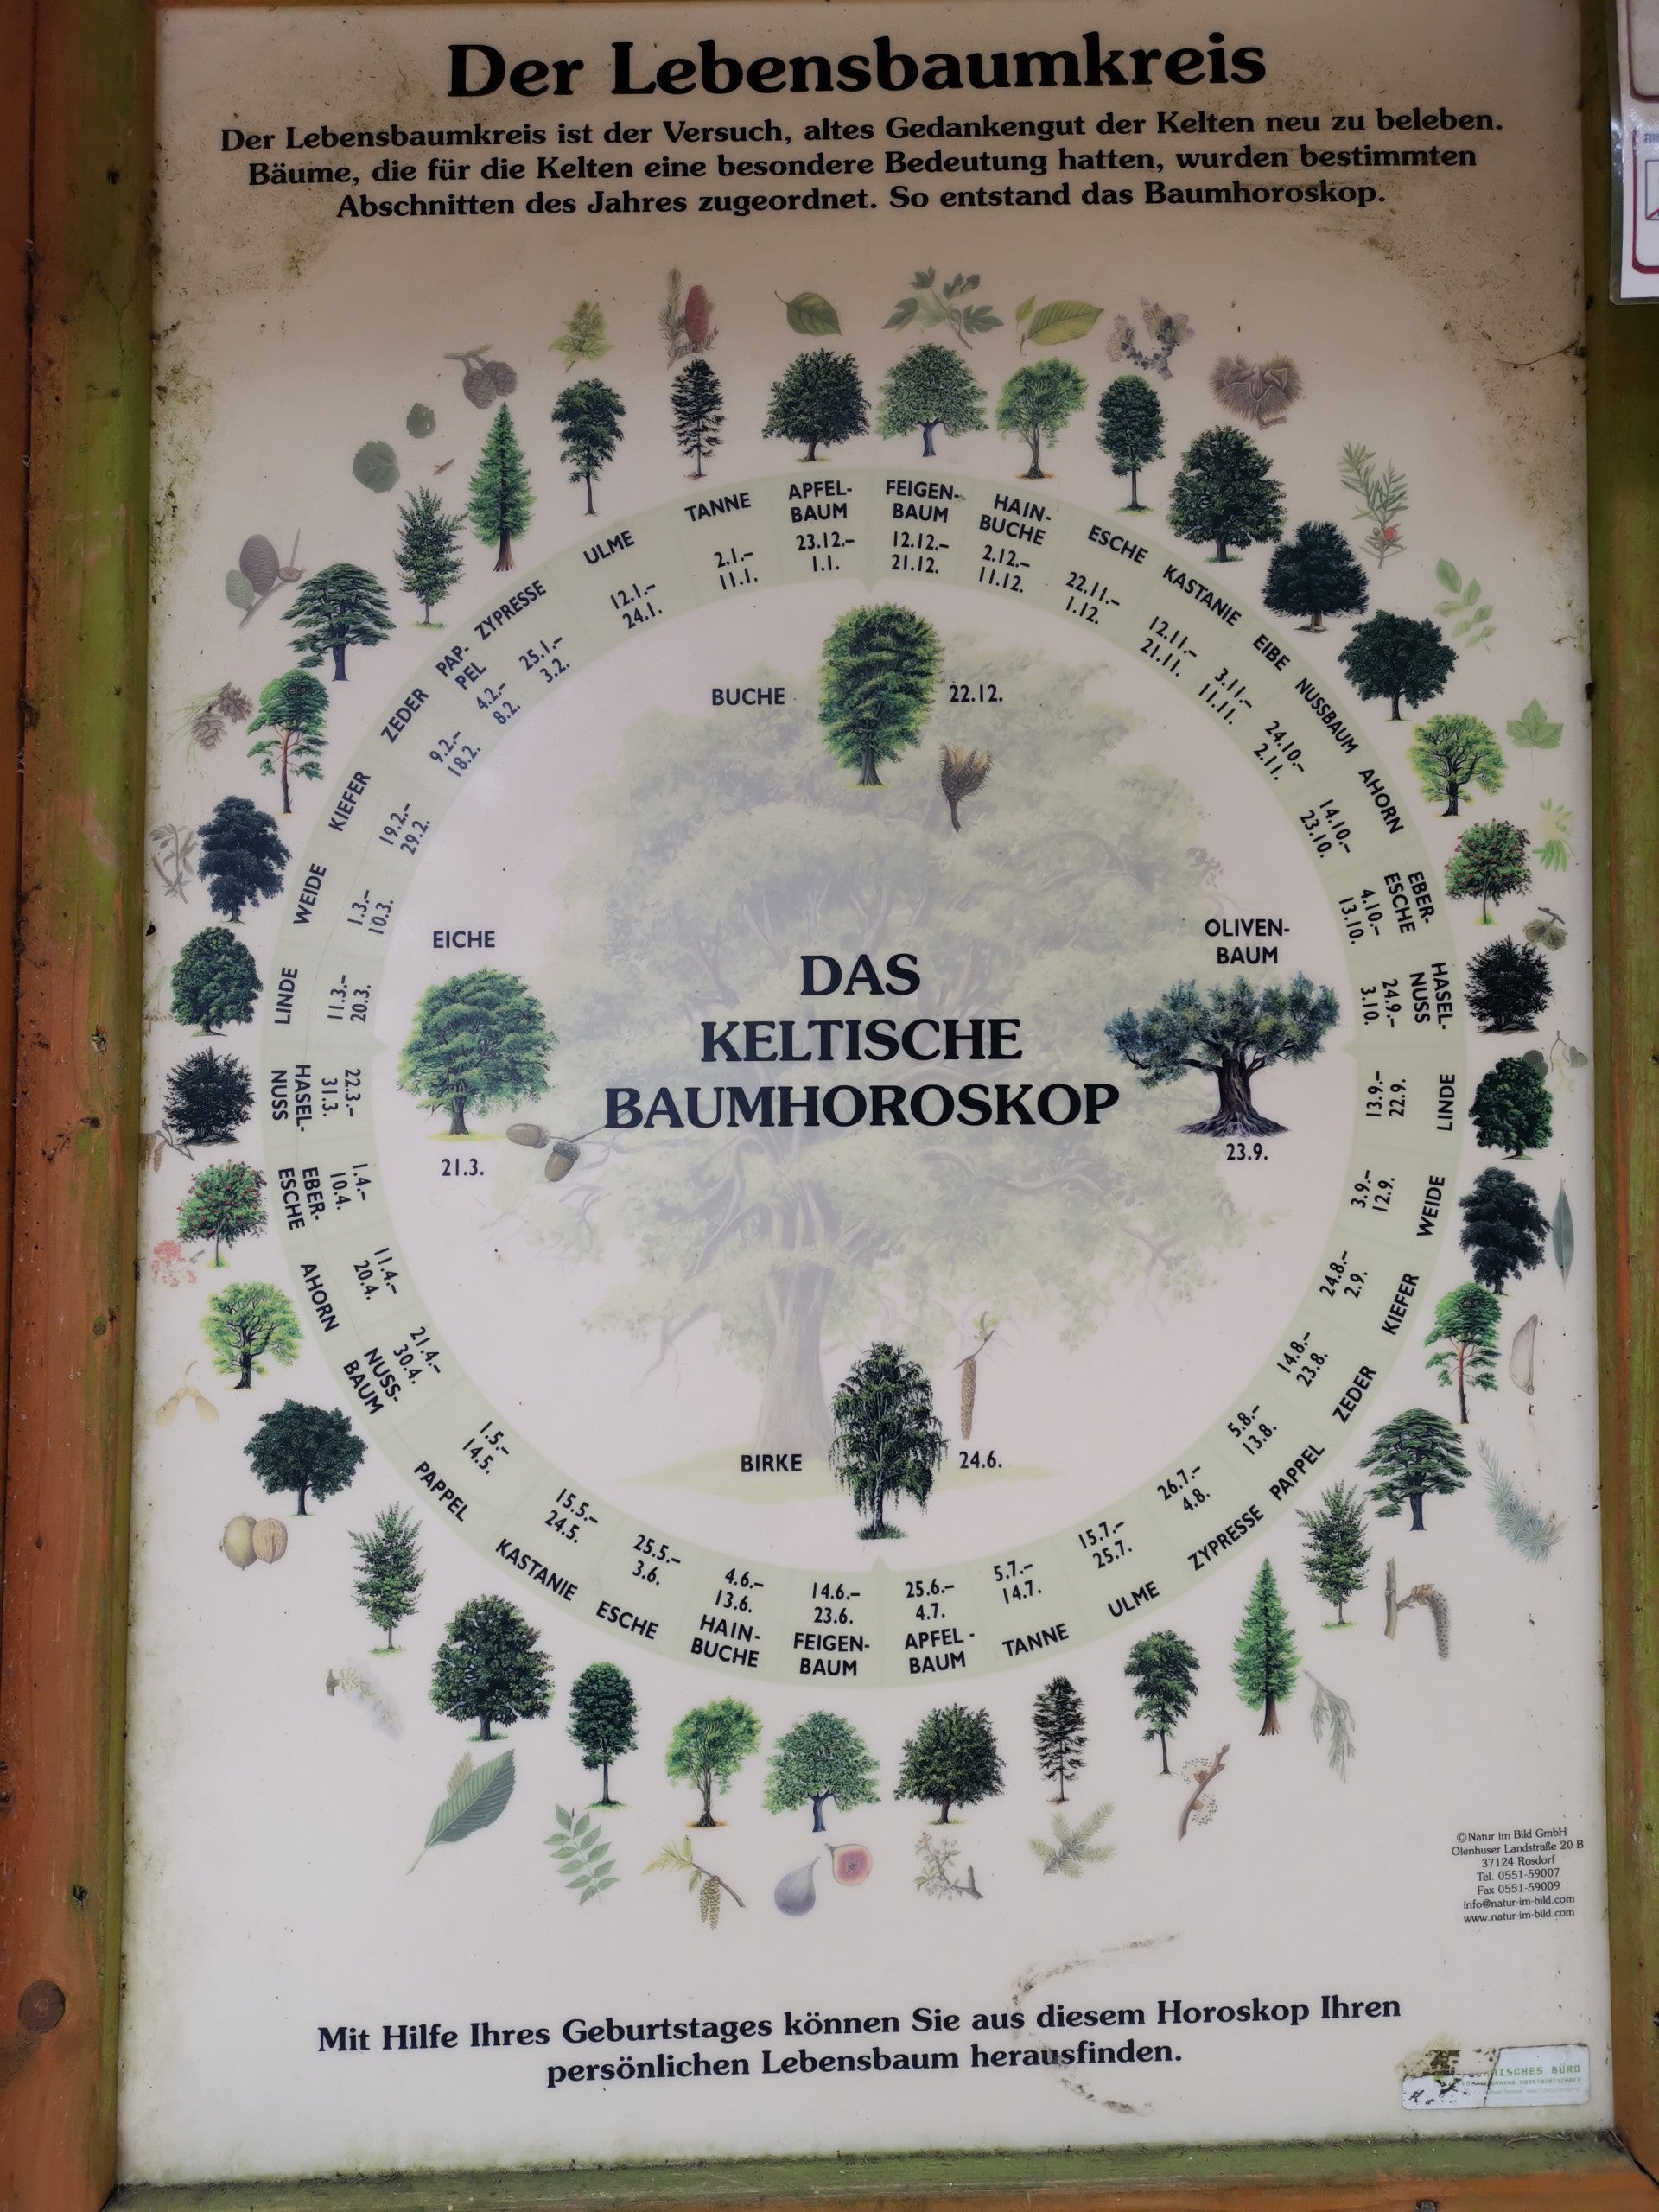 Der Lebensbaumkreis
Der Lebensbaumkreis ist der Versuch, altes Gedankengut der Kelten neu zu beleben.
Bäume, die für die Kelten eine besondere Bedeutung hatten, wurden bestimmten
Abschnitten des Jahres zugeordnet. So entstand das Baumhoroskop.
APFEL-
BAUM
23.12.-
1.1.
FEIGEN-
BAUM
12.12.-
21.12.
HAIN-
BUCHE
2.12.-
11.12.
ESCHE
22.11.-
1.12.
KASTANIE
12.11.-
21.11.
EIBE
3.11.-
11.11.
NUSSBAUM
24.10.-
2.11.
AHORN
14.10.-
23.10.
EBER-
ESCHE
4.10.-
13.10.
HASEL-
NUSS
24.9.-
3.10.
LINDE
13.9.-
22.9.
WEIDE
3.9.-
12.9.
KIEFER
24.8.-
2.9.
ZEDER
14.8.-
23.8.
PAPPEL
5.8.-
13.8.
ZYPRESSE
26.7.-
4.8.
ULME
15.7.-
25.7.
TANNE
5.7.-
14.7.
25.6.-
4.7.
APFEL-
BAUM
14.6.-
23.6.
FEIGEN-
BAUM
4.6.-
13.6.
HAIN-
BUCHE
25.5.-
3.6.
ESCHE
15.5.-
24.5.
KASTANIE
1.5.-
14.5.
PAPPEL
21.4.-
30.4.
NUSS-
BAUM
11.4.-
20.4.
AHORN
1.4.-
10.4.
EBER-
ESCHE
22.3.-
31.3.
HASEL-
NUSS
LINDE
11.3.-
20.3.
WEIDE
1.3.-
10.3.
KIEFER
19.2.-
29.2.
ZEDER
9.2.-
18.2.
PAP-
PEL
4.2.-
8.2.
ZYPRESSE
25.1.-
3.2.
ULME
12.1.-
24.1.
TANNE
2.1.-
11.1.
BUCHE 22.12.
EICHE
21.3.
OLIVEN-
BAUM
23.9.
DAS
KELTISCHE
BAUMHOROSKOP
BIRKE 24.6.
©Natur im Bild GmbH
Olenhuser Landstraße 20 B
37124 Rosdorf
Tel. 0551-59007
Fax 0551-59009
info@natur-im-bild.com
www.natur-im-bild.com
Mit Hilfe Ihres Geburtstages können Sie aus diesem Horoskop Ihren
persönlichen Lebensbaum herausfinden.
BÜRO